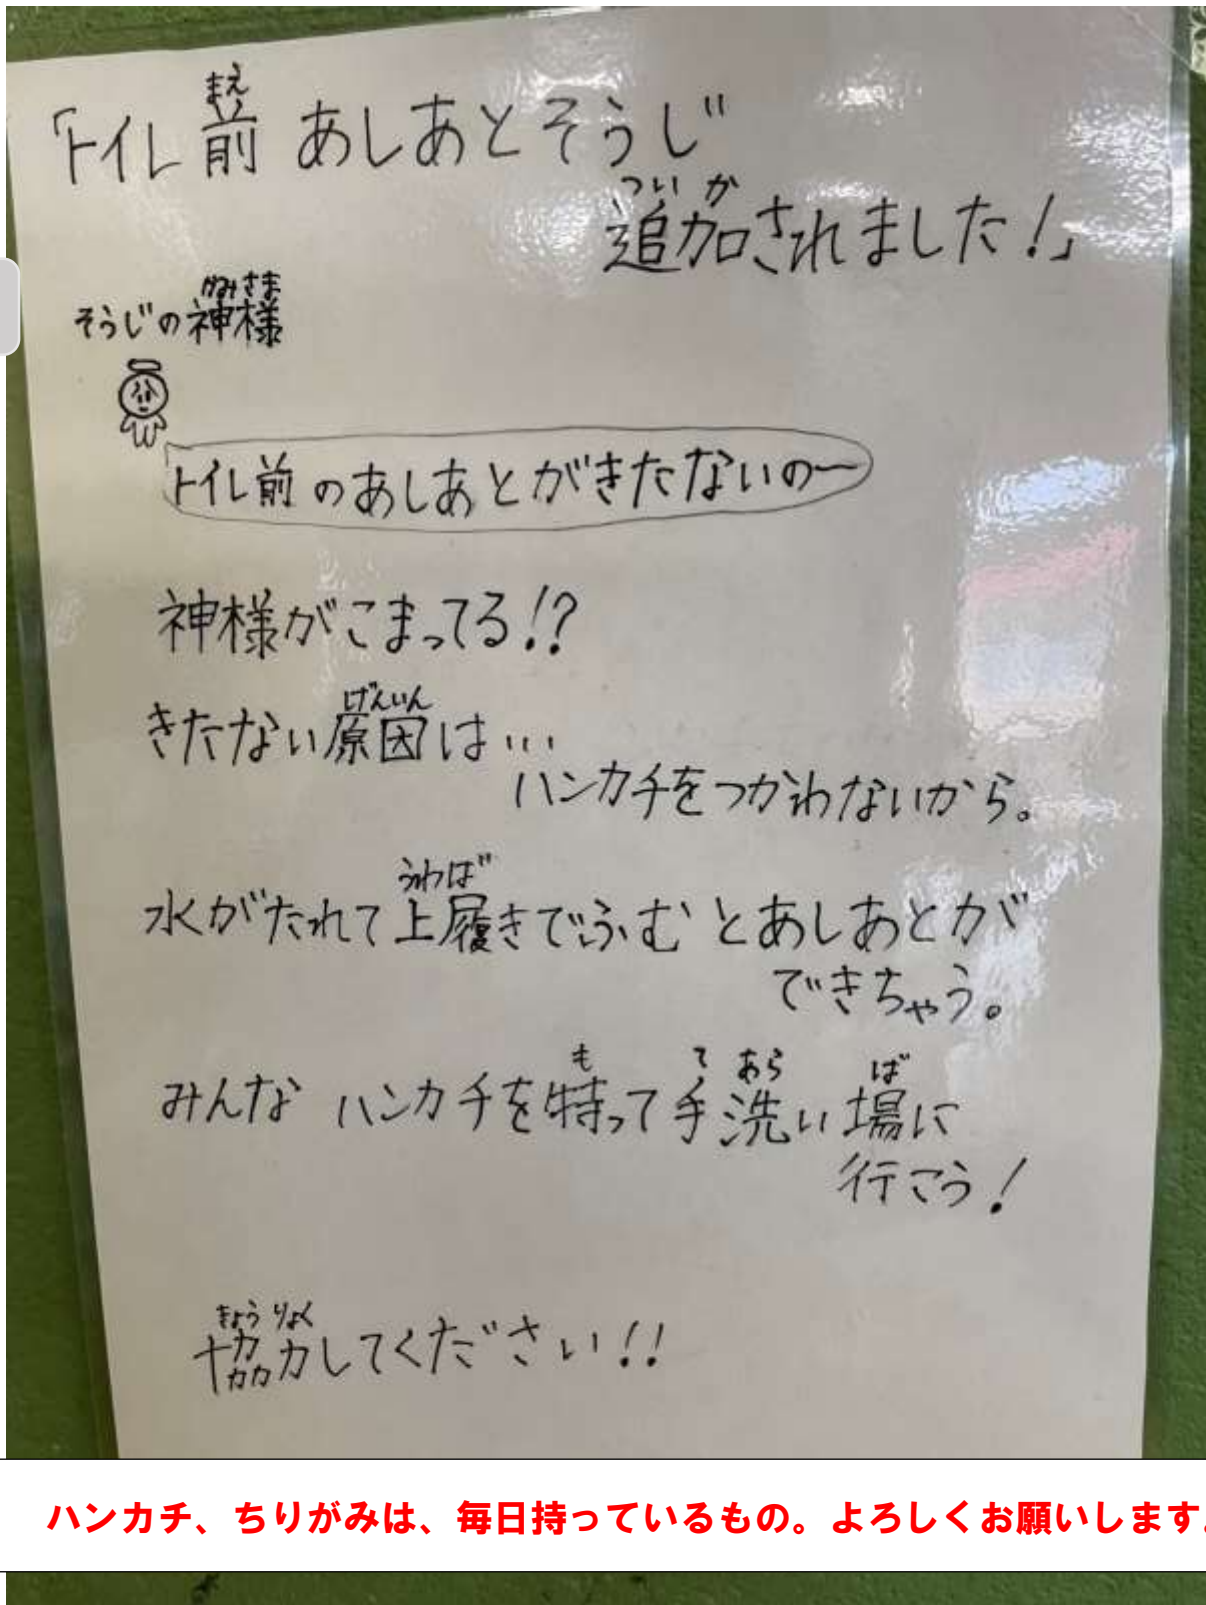 「トイレ前 あしあとそうじ
追加されました！」
そうじの神様
トイレ前のあしあとがきたないの〜
神様がこまってる！？
きたない原因は…
ハンカチをつかわないから。
水がたれて上履きでふむとあしあとが
できちゃう。
みんな ハンカチを持って手洗い場に
行こう！
協力してください！！
ハンカチ、ちりがみは、毎日持っているもの。よろしくお願いします。